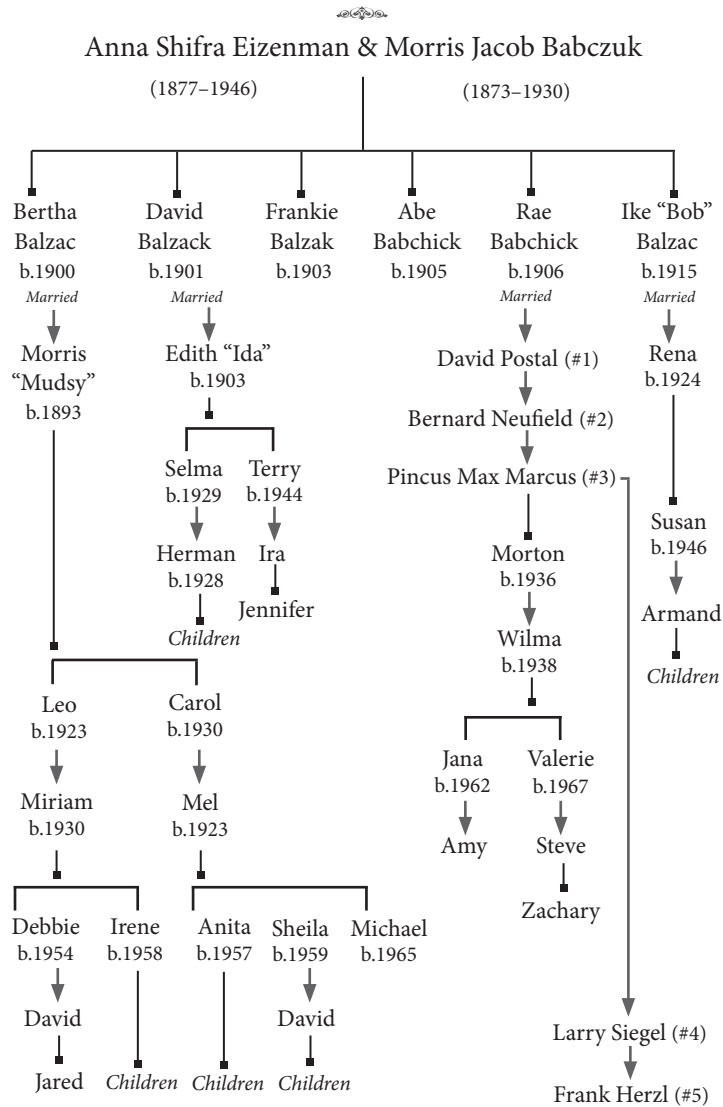 Anna Shifra Eizenman & Morris Jacob Babczuk
(1877–1946) (1873–1930)
Bertha David Frankie Abe Rae Ike “Bob”
Balzac Balzack Balzak Babchick Babchick Balzac
b.1900 b.1901 b.1903 b.1905 b.1906 b.1915
Married Married Married Married
Morris Edith “Ida” David Postal (#1) Rena
“Mudsy” b.1903 b.1924
b.1893
Bernard Neufield (#2)
Selma Terry Pincus Max Marcus (#3)
b.1929 b.1944
Susan
b.1946
Herman Ira Morton
b.1928 b.1936
Jennifer Armand
Children Wilma
b.1938
Children
Leo Carol
b.1923 b.1930
Jana Valerie
b.1962 b.1967
Miriam Mel
b.1930 b.1923
Amy Steve
Zachary
Debbie Irene Anita Sheila Michael
b.1954 b.1958 b.1957 b.1959 b.1965
David David
Larry Siegel (#4)
Jared Children Children Children
Frank Herzl (#5)